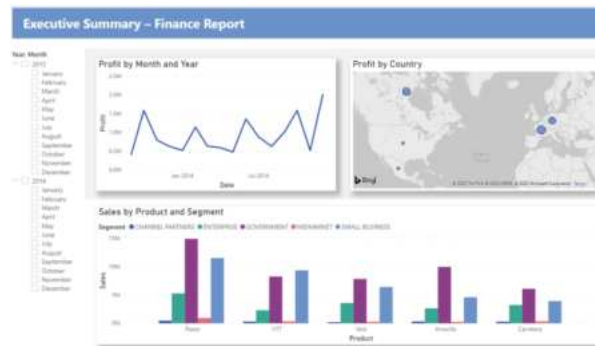 Executive Summary – Finance Report
Year, Month
2013
January
February
March
April
May
June
July
August
September
October
November
December
2014
January
February
March
April
May
June
July
August
September
October
November
December
Profit by Month and Year
Profit
Jan 2014
Jul 2014
Date
Profit by Country
Bing
Sales by Product and Segment
Segment CHANNEL PARTNERS ENTERPRISE GOVERNMENT MIDMARKET SMALL BUSINESS
Sales
Paseo
VTT
Velo
Amarilla
Carretera
Product